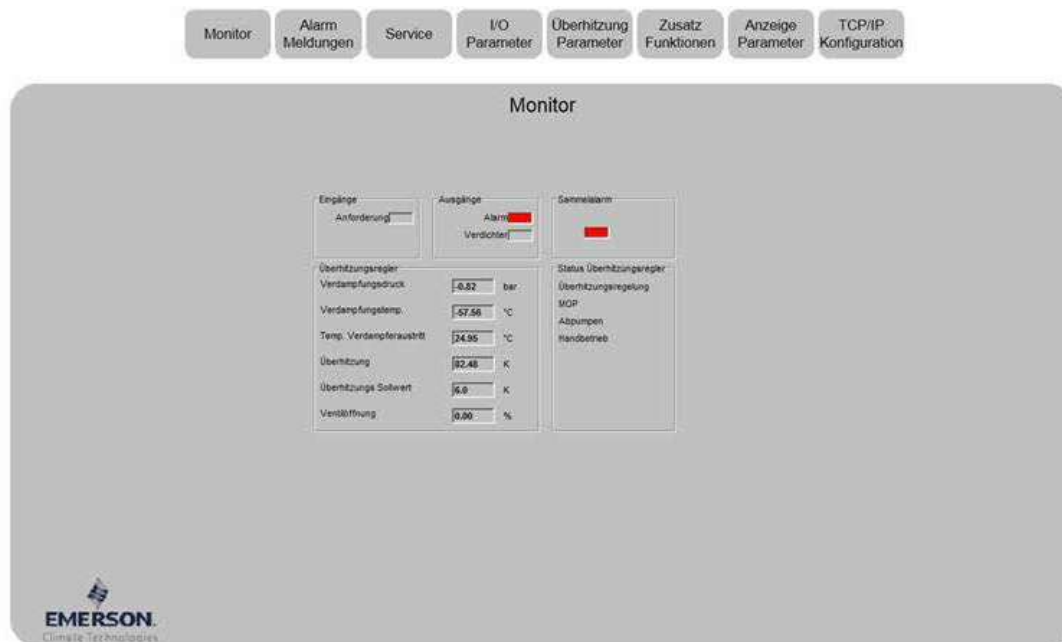 Monitor
Alarm Meldungen
Service
I/O Parameter
Überhitzung Parameter
Zusatz Funktionen
Anzeige Parameter
TCP/IP Konfiguration
Monitor
Eingänge
Anforderung
Ausgänge
Alarm
Verdichter
Sammelalarm
Überhitzungsregler
Verdampfungsdruck -0.82 bar
Verdampfungstemp. -57.56 °C
Temp. Verdampferaustritt 24.95 °C
Überhitzung 82.48 K
Überhitzungs Sollwert 6.0 K
Ventilöffnung 0.00 %
Status Überhitzungsregler
Überhitzungsregelung
MOP
Abpumpen
Handbetrieb
EMERSON.
Climate Technologies